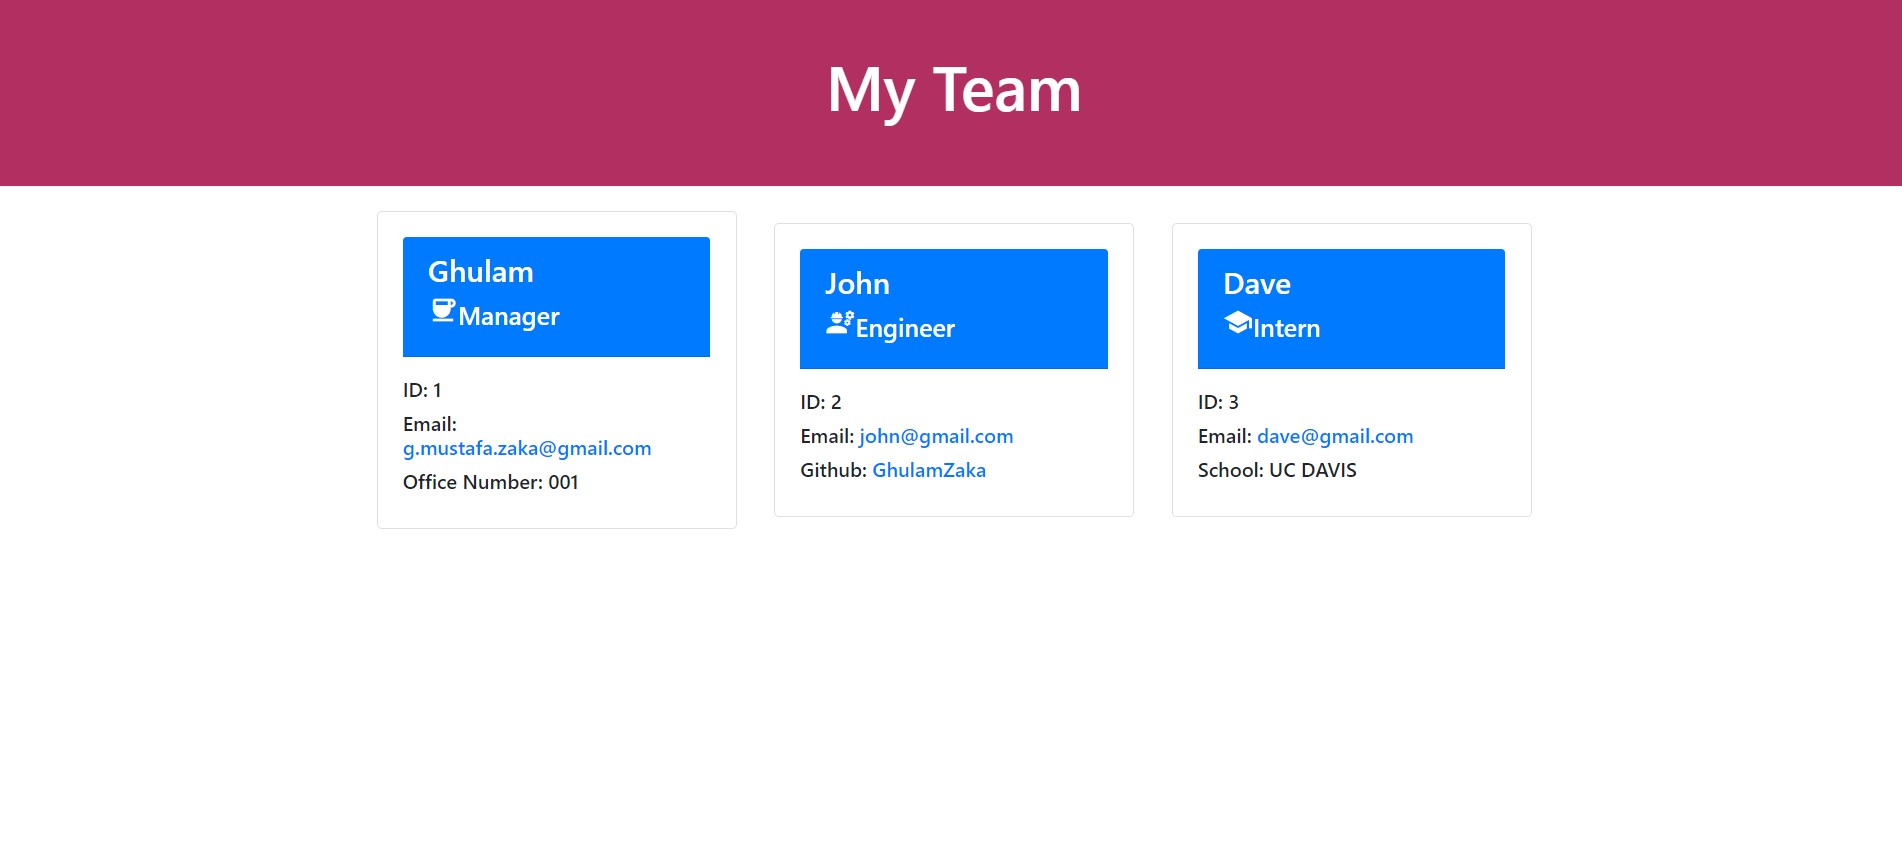 My Team
Ghulam
Manager
ID: 1
Email:
g.mustafa.zaka@gmail.com
Office Number: 001
John
Engineer
ID: 2
Email: john@gmail.com
Github: GhulamZaka
Dave
Intern
ID: 3
Email: dave@gmail.com
School: UC DAVIS